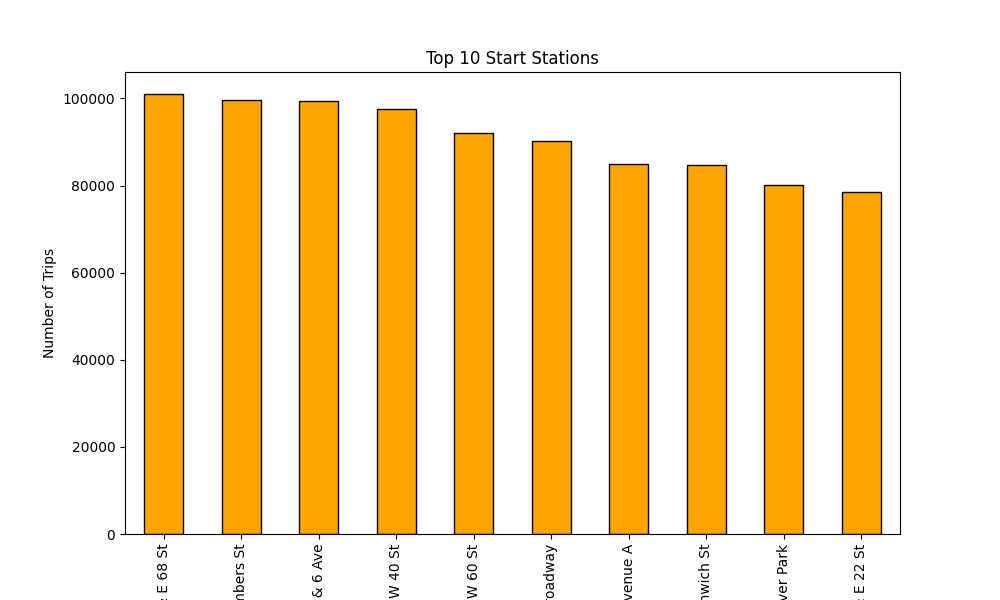 Top 10 Start Stations
Number of Trips
100000
80000
60000
40000
20000
0
E 68 St
mbers St
& 6 Ave
W 40 St
W 60 St
roadway
venue A
nwich St
ver Park
E 22 St